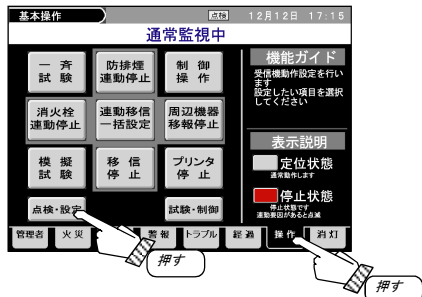 基本操作
点検
12月12日 17:15
通常監視中
一 斉
試 験
防排煙
連動停止
制 御
操 作
消火栓
連動停止
連動移信
一括設定
周辺機器
移報停止
模 擬
試 験
移 信
停 止
プリンタ
停 止
点検・設定
試験・制御
機能ガイド
受信機動作設定を行い
ます
設定したい項目を選択
してください
表示説明
定位状態
通常動作します
停止状態
停止状態です
連動要因があると点滅
管理者
火 災
警 報
トラブル
経 過
操 作
消 灯
押す
押す